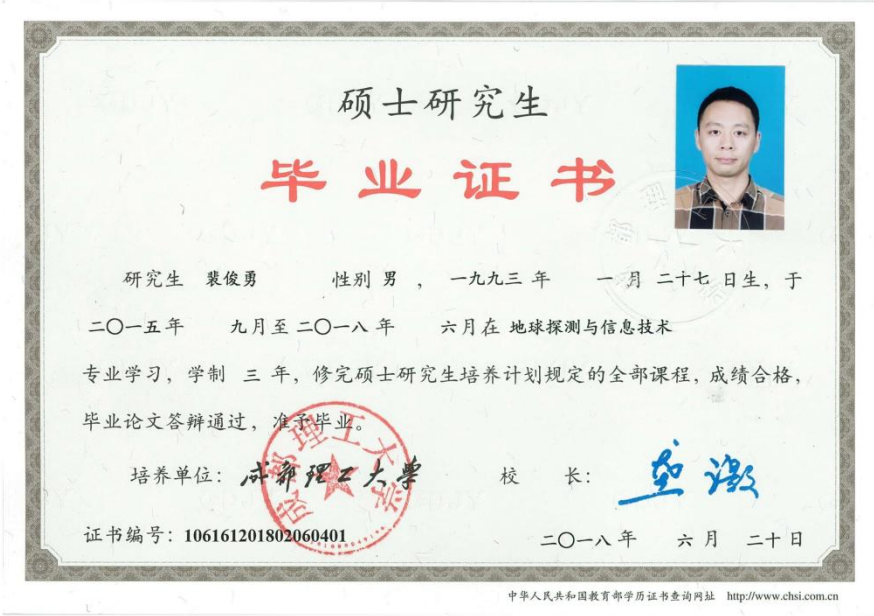 硕士研究生
毕业证书
研究生 裴俊勇 性别 男 ，一九九三 年 一 月 二十七 日生，于
二〇一五年 九月至 二〇一八 年 六月在 地球探测与信息技术
专业学习，学制 三 年，修完硕士研究生培养计划规定的全部课程，成绩合格，
毕业论文答辩通过，准予毕业。
培养单位：成都理工大学 校 长：
成都理工大学
证书编号：106161201802060401 二〇一八年 六月 二十日
中华人民共和国教育部学历证书查询网址 http://www.chsi.com.cn